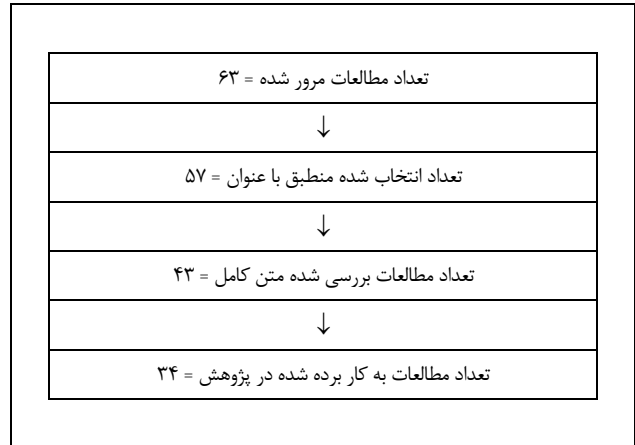 تعداد مطالعات مرور شده = ۶۳
↓
تعداد انتخاب شده منطبق با عنوان = ۵۷
↓
تعداد مطالعات بررسی شده متن کامل = ۴۳
↓
تعداد مطالعات به کار برده شده در پژوهش = ۳۴